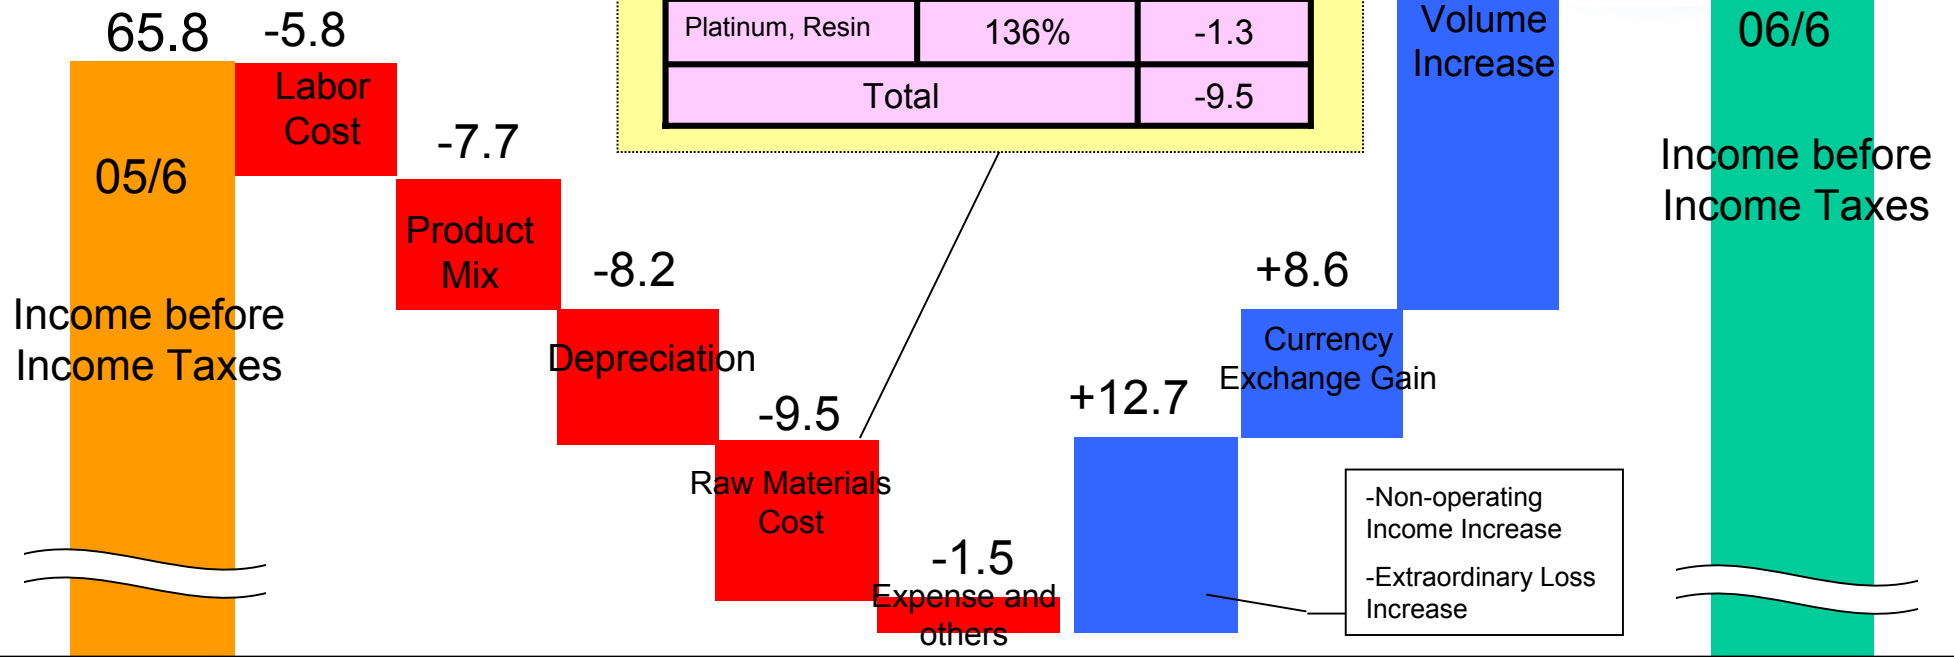 65.8
05/6
Income before
Income Taxes
-5.8
Labor
Cost
-7.7
Product
Mix
-8.2
Depreciation
-9.5
Raw Materials
Cost
-1.5
Expense and
others
Platinum, Resin 136% -1.3
Total -9.5
+12.7
-Non-operating
Income Increase
-Extraordinary Loss
Increase
+8.6
Currency
Exchange Gain
Volume
Increase
06/6
Income before
Income Taxes